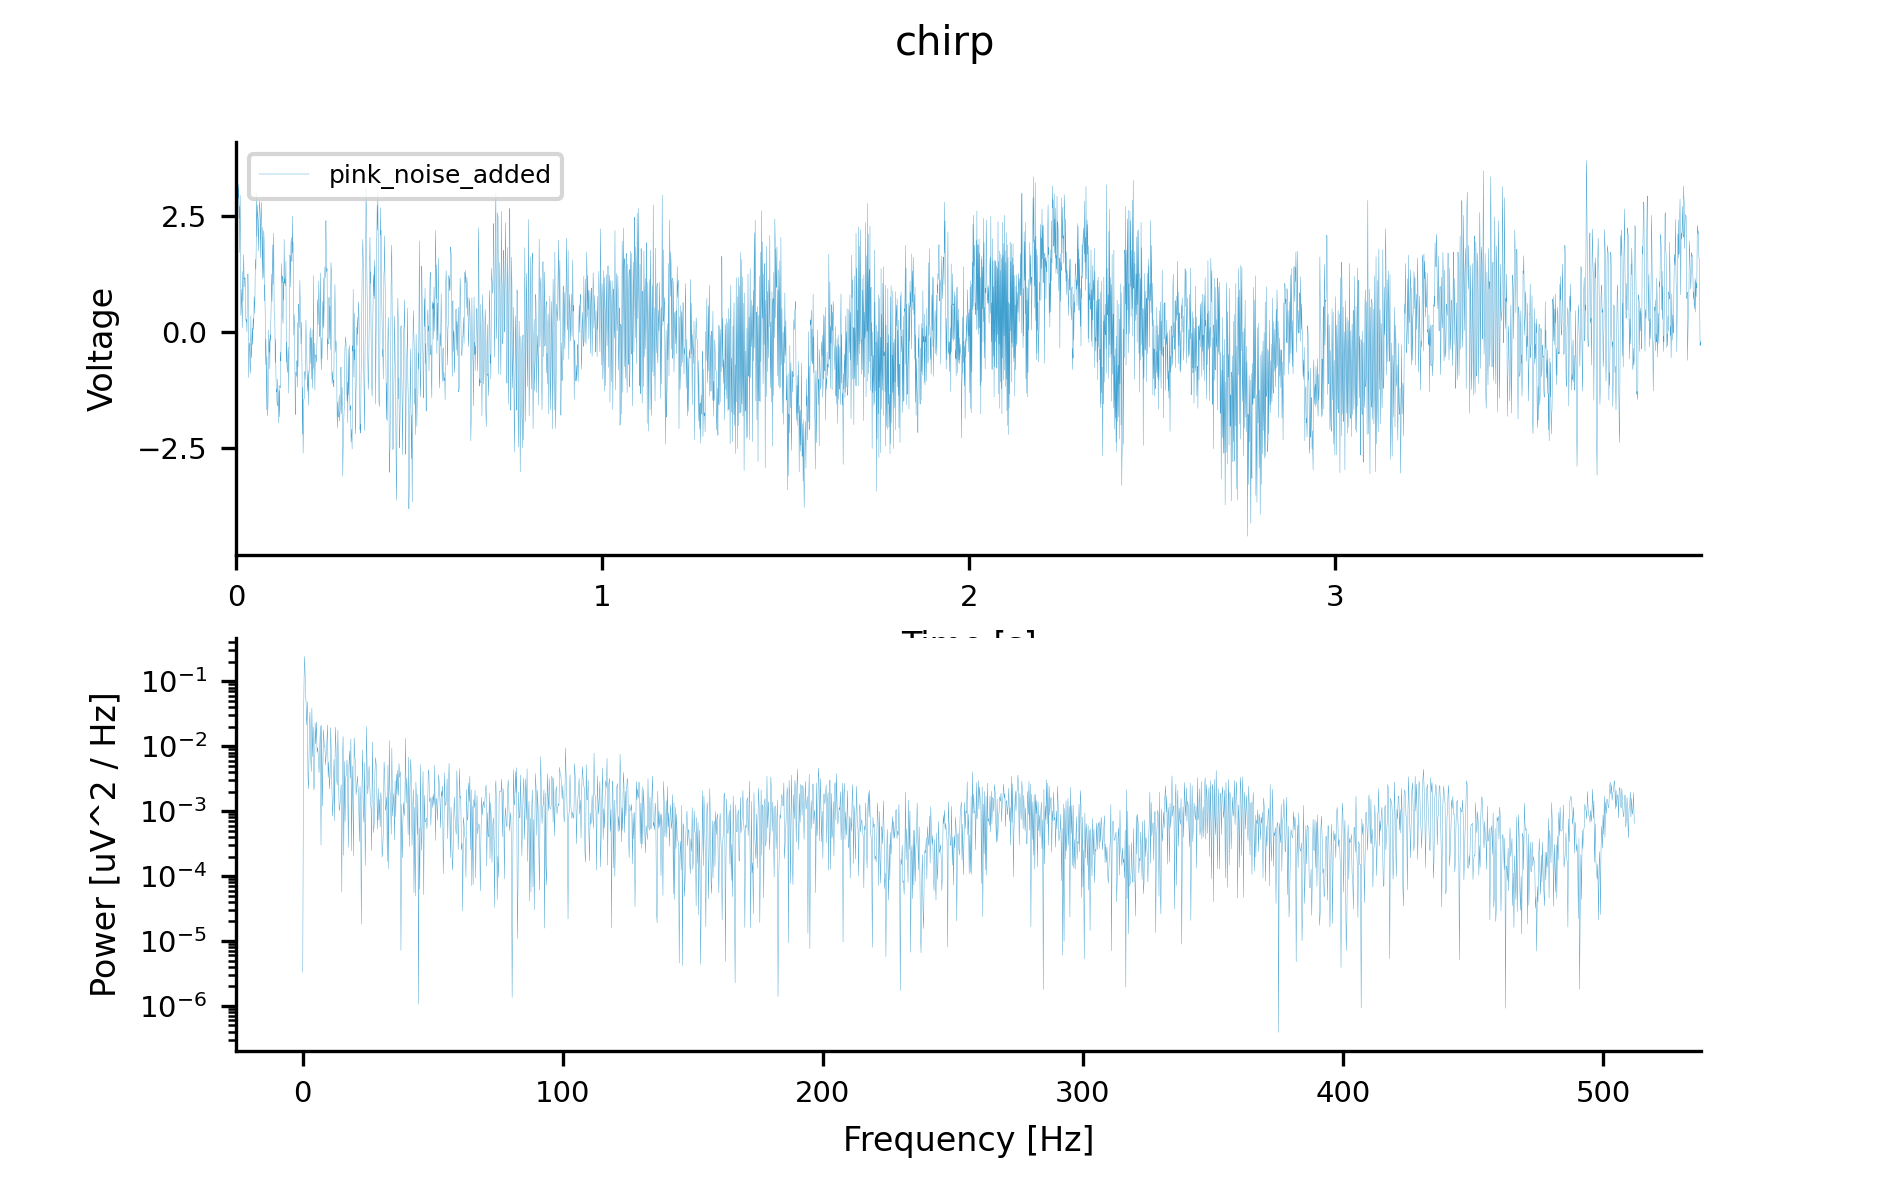 chirp
pink_noise_added
Voltage
2.5
0.0
−2.5
0 1 2 3
Time [s]
Power [uV^2 / Hz]
10⁻¹
10⁻²
10⁻³
10⁻⁴
10⁻⁵
10⁻⁶
0 100 200 300 400 500
Frequency [Hz]